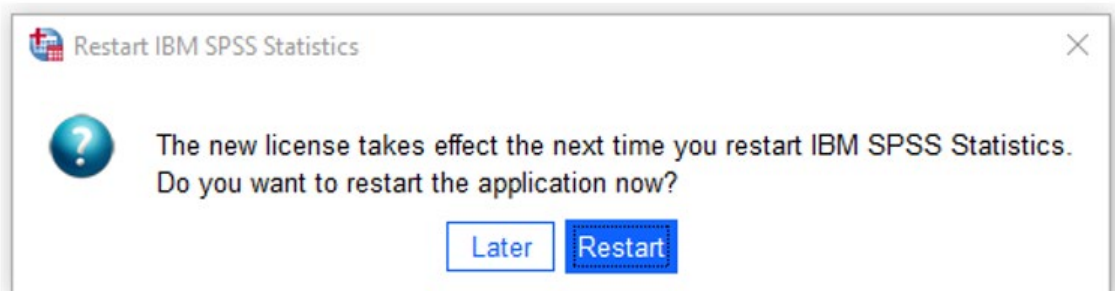 Restart IBM SPSS Statistics
The new license takes effect the next time you restart IBM SPSS Statistics.
Do you want to restart the application now?
Later
Restart